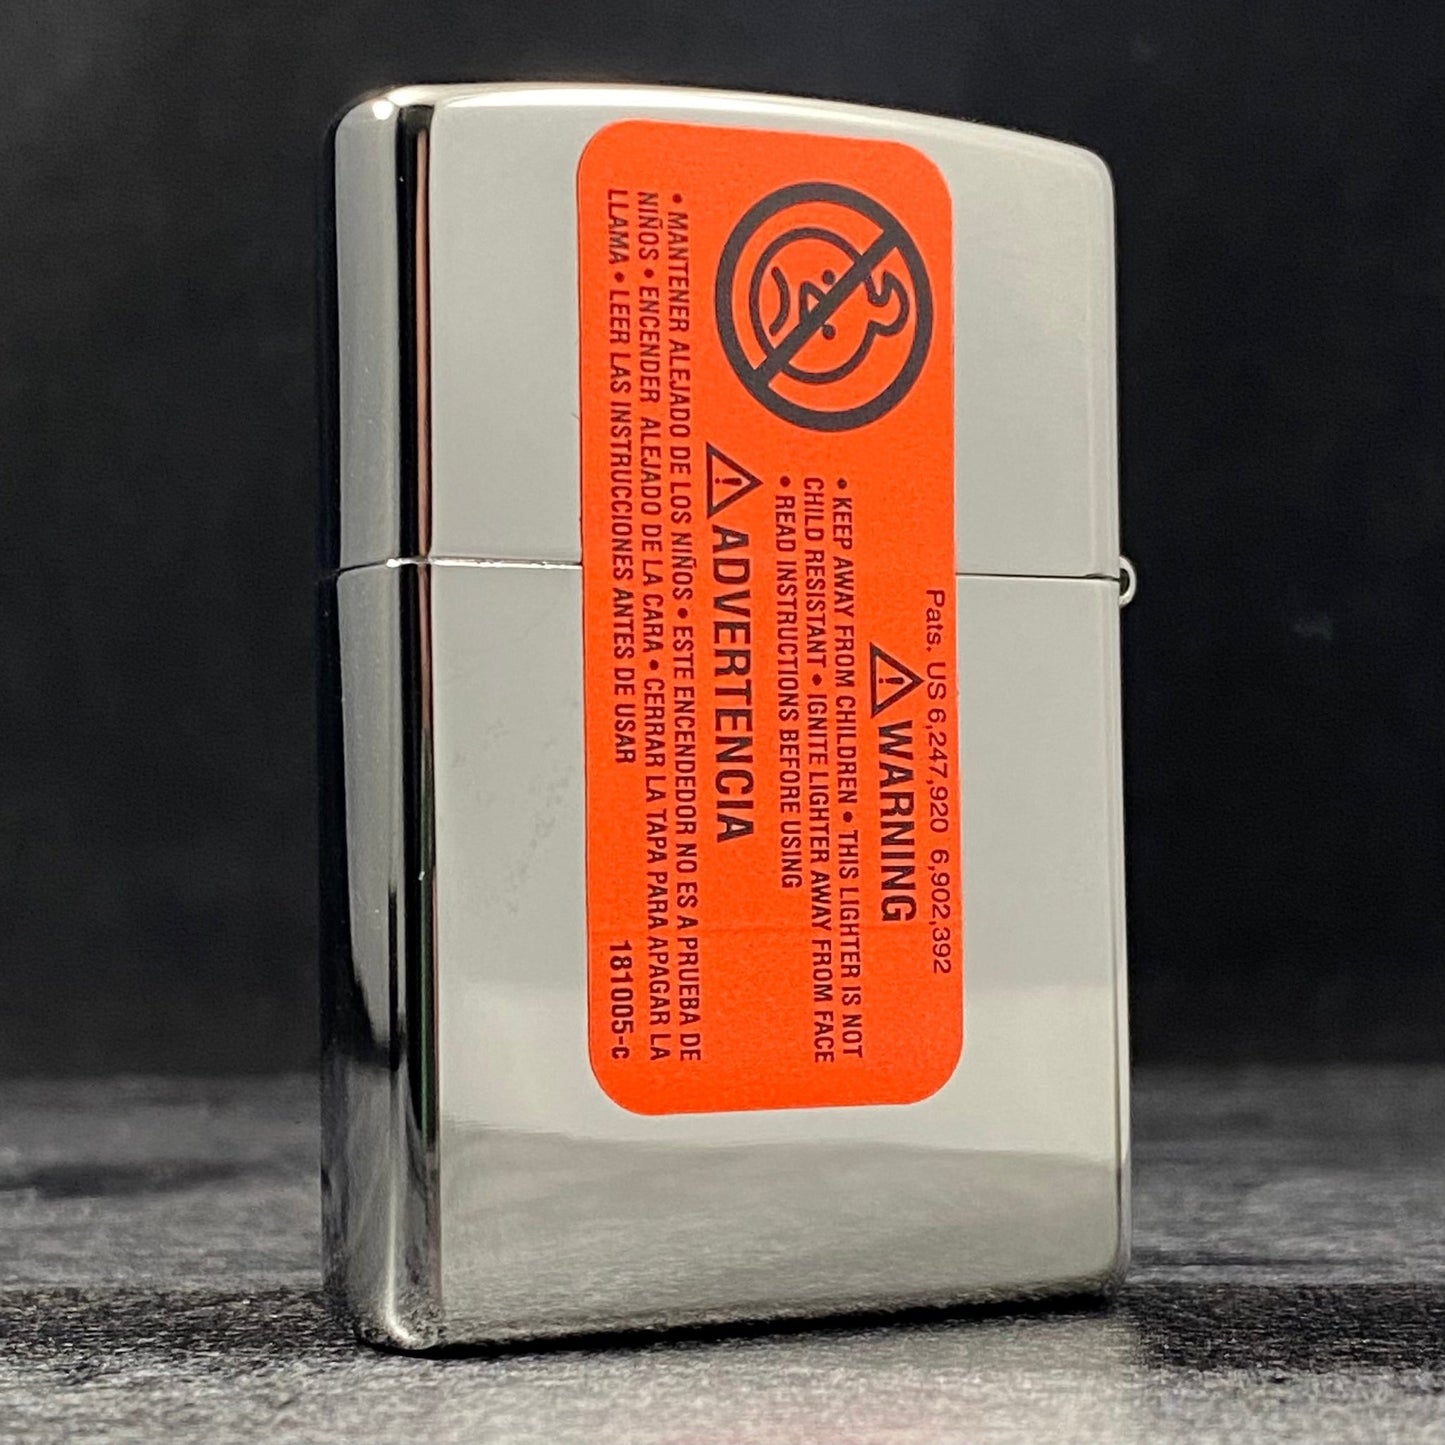 Pats. US 6,247,920 6,902,392
WARNING
• KEEP AWAY FROM CHILDREN • THIS LIGHTER IS NOT
CHILD RESISTANT • IGNITE LIGHTER AWAY FROM FACE
• READ INSTRUCTIONS BEFORE USING
ADVERTENCIA
• MANTENER ALEJADO DE LOS NIÑOS • ESTE ENCENDEDOR NO ES A PRUEBA DE
NIÑOS • ENCENDER ALEJADO DE LA CARA • CERRAR LA TAPA PARA APAGAR LA
LLAMA • LEER LAS INSTRUCCIONES ANTES DE USAR 181005-c